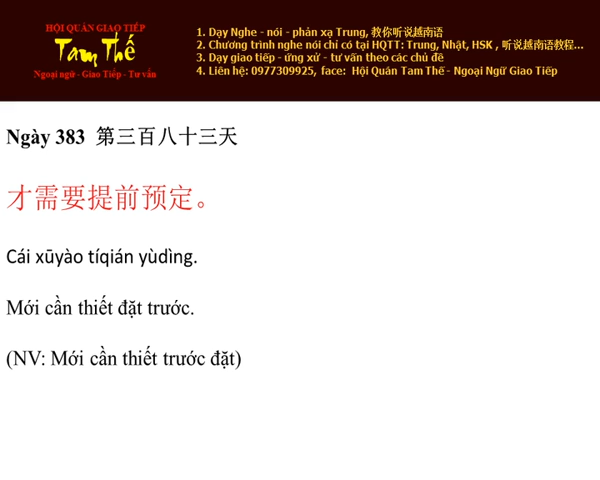 HỘI QUÁN GIAO TIẾP
Tam Thế
Ngoại ngữ - Giao Tiếp - Tư vấn
1. Dạy Nghe - nói - phản xạ Trung, 教你听说越南语
2. Chương trình nghe nói chỉ có tại HQTT: Trung, Nhật, HSK , 听说越南语教程...
3. Dạy giao tiếp - ứng xử - tư vấn theo các chủ đề
4. Liên hệ: 0977309925, face: Hội Quán Tam Thế - Ngoại Ngữ Giao Tiếp
Ngày 383 第三百八十三天
才需要提前预定。
Cái xūyào tíqián yùdìng.
Mới cần thiết đặt trước.
(NV: Mới cần thiết trước đặt)